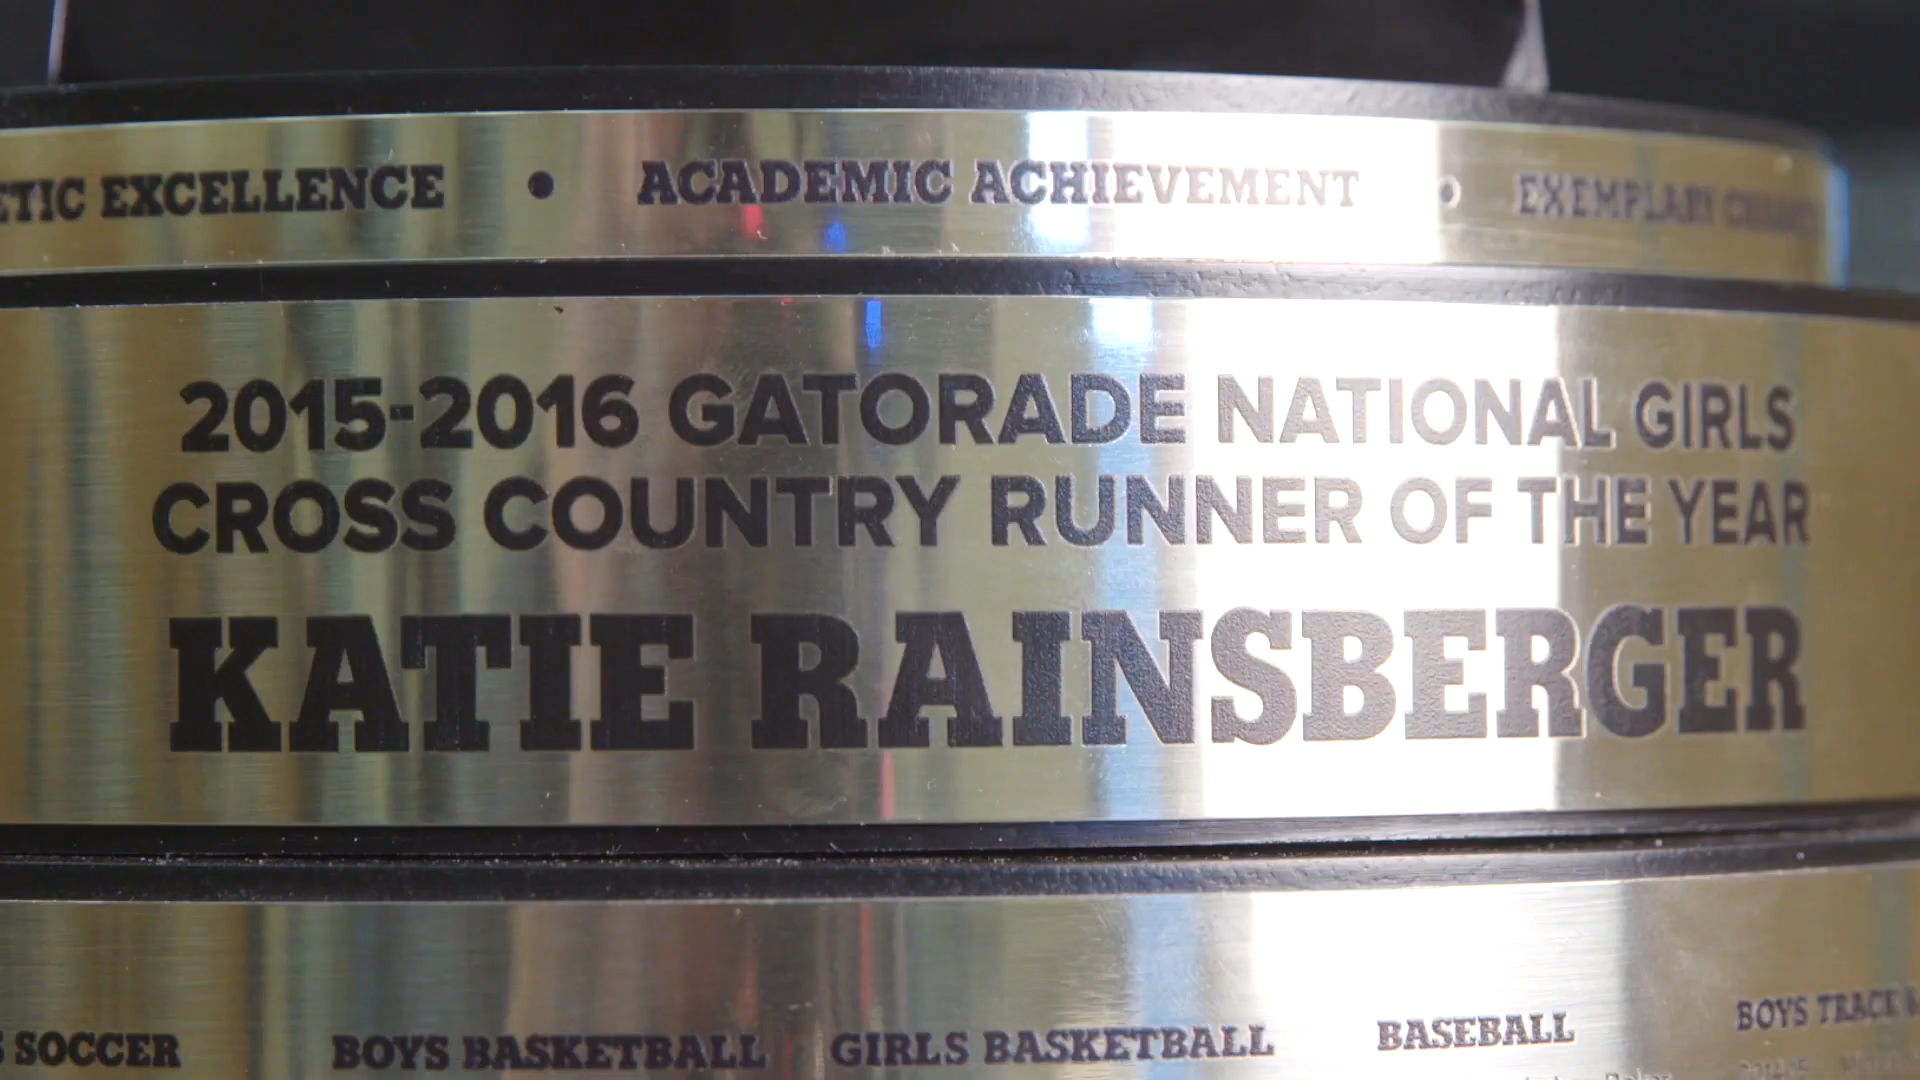 EXCELLENCE • ACADEMIC ACHIEVEMENT • EXEMPLARY
2015-2016 GATORADE NATIONAL GIRLS
CROSS COUNTRY RUNNER OF THE YEAR
KATIE RAINSBERGER
SOCCER BOYS BASKETBALL GIRLS BASKETBALL BASEBALL BOYS TRACK &